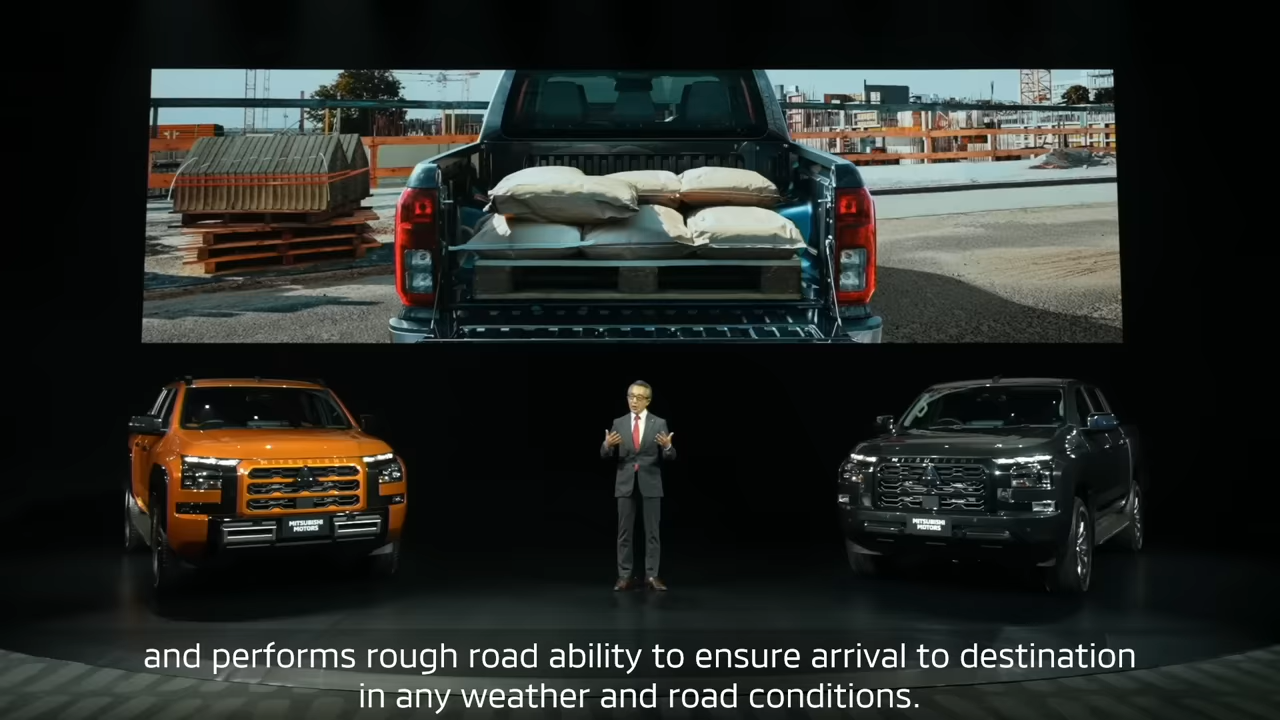 MITSUBISHI
MOTORS
MITSUBISHI
MITSUBISHI
MOTORS
and performs rough road ability to ensure arrival to destination
in any weather and road conditions.